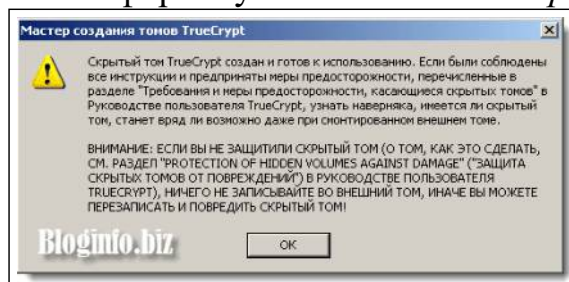 Мастер создания томов TrueCrypt
Скрытый том TrueCrypt создан и готов к использованию. Если были соблюдены
все инструкции и предприняты меры предосторожности, перечисленные в
разделе "Требования и меры предосторожности, касающиеся скрытых томов" в
Руководстве пользователя TrueCrypt, узнать наверняка, имеется ли скрытый
том, станет вряд ли возможно даже при смонтированном внешнем томе.
ВНИМАНИЕ: ЕСЛИ ВЫ НЕ ЗАЩИТИЛИ СКРЫТЫЙ ТОМ (О ТОМ, КАК ЭТО СДЕЛАТЬ,
СМ. РАЗДЕЛ "PROTECTION OF HIDDEN VOLUMES AGAINST DAMAGE" ("ЗАЩИТА
СКРЫТЫХ ТОМОВ ОТ ПОВРЕЖДЕНИЙ") В РУКОВОДСТВЕ ПОЛЬЗОВАТЕЛЯ
TRUECRYPT), НИЧЕГО НЕ ЗАПИСЫВАЙТЕ ВО ВНЕШНИЙ ТОМ, ИНАЧЕ ВЫ МОЖЕТЕ
ПЕРЕЗАПИСАТЬ И ПОВРЕДИТЬ СКРЫТЫЙ ТОМ!
Bloginfo.biz
ОК